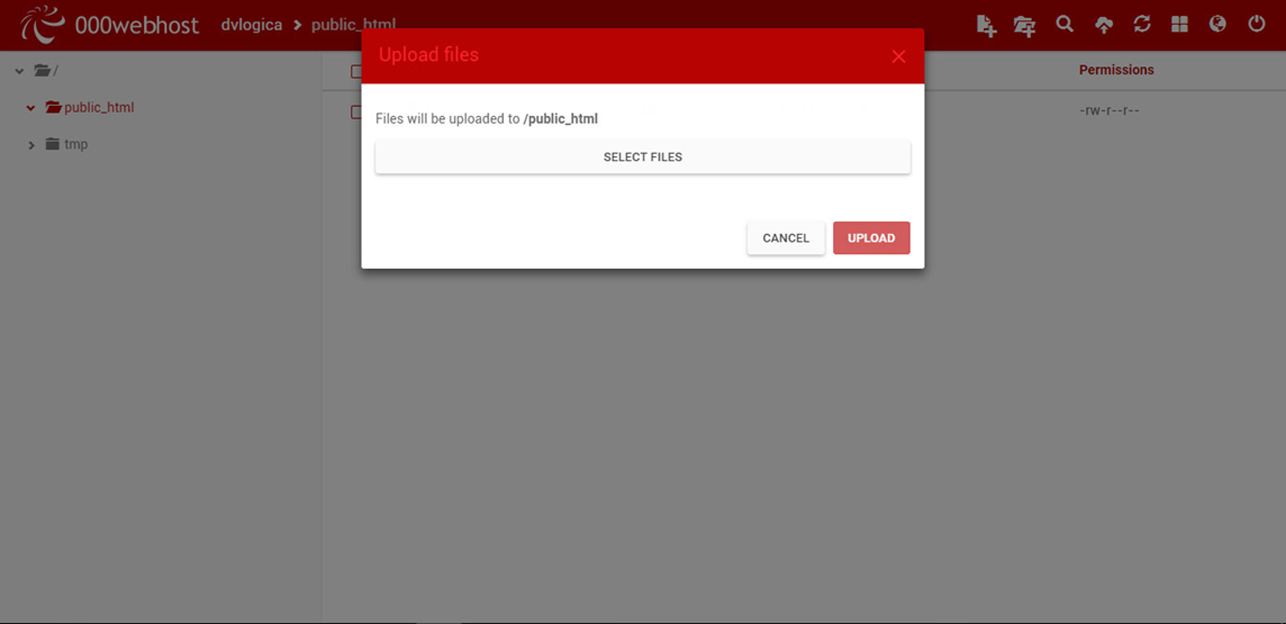 000webhost dvlogica > public_html
Upload files
/
Permissions
public_html
Files will be uploaded to /public_html
-rw-r--r--
tmp
SELECT FILES
CANCEL UPLOAD